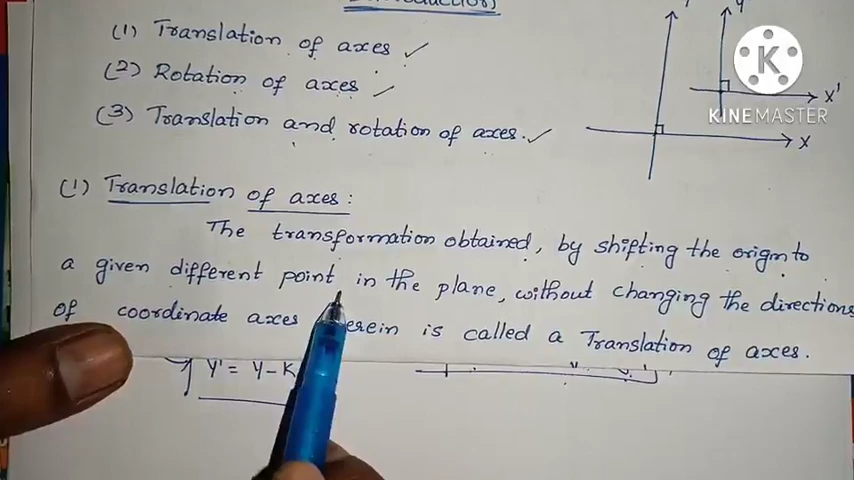 (1) Translation of axes ✓
(2) Rotation of axes ✓
(3) Translation and rotation of axes. ✓
Y
X'
X
K
KINEMASTER
(1) Translation of axes:
The transformation obtained, by shifting the orign to
a given different point in the plane, without changing the directions
of coordinate axes is called a Translation of axes.
Y' = Y - K